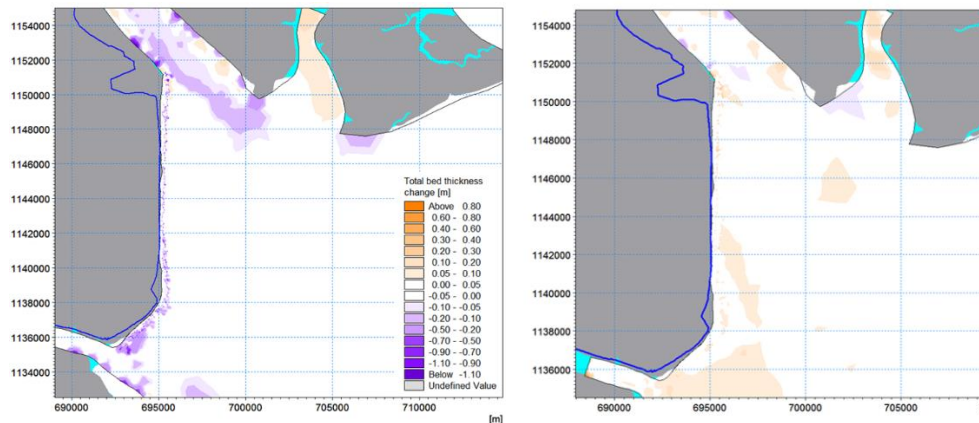 1154000
1152000
1150000
1148000
1146000
1144000
1142000
1140000
1138000
1136000
1134000
690000 695000 700000 705000 710000
[m]
Total bed thickness
change [m]
Above 0.80
0.60 - 0.80
0.40 - 0.60
0.30 - 0.40
0.20 - 0.30
0.10 - 0.20
0.05 - 0.10
0.00 - 0.05
-0.05 - 0.00
-0.10 - -0.05
-0.20 - -0.10
-0.50 - -0.20
-0.70 - -0.50
-0.90 - -0.70
-1.10 - -0.90
Below -1.10
Undefined Value
1154000
1152000
1150000
1148000
1146000
1144000
1142000
1140000
1138000
1136000
690000 695000 700000 705000